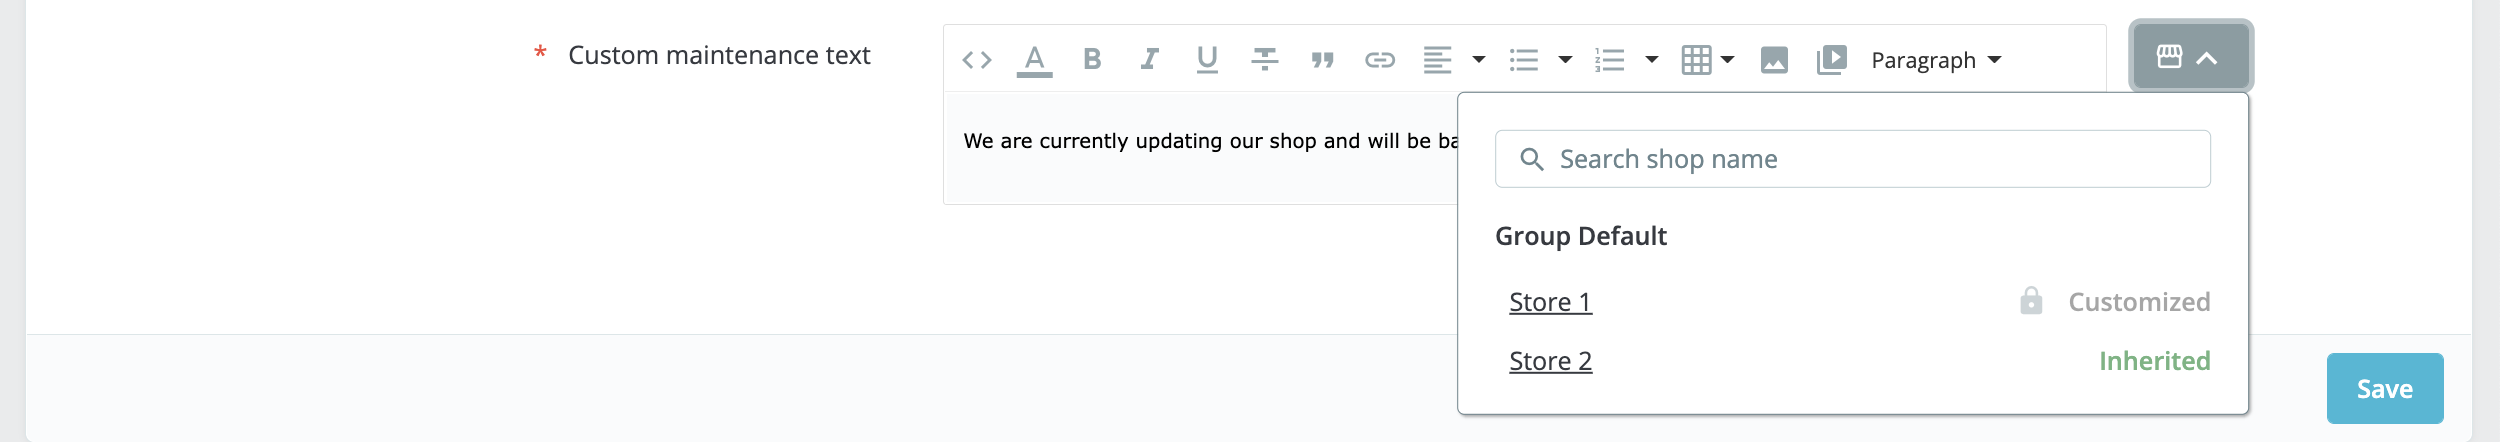 * Custom maintenance text
Paragraph
We are currently updating our shop and will be
Search shop name
Group Default
Store 1 Customized
Store 2 Inherited
Save